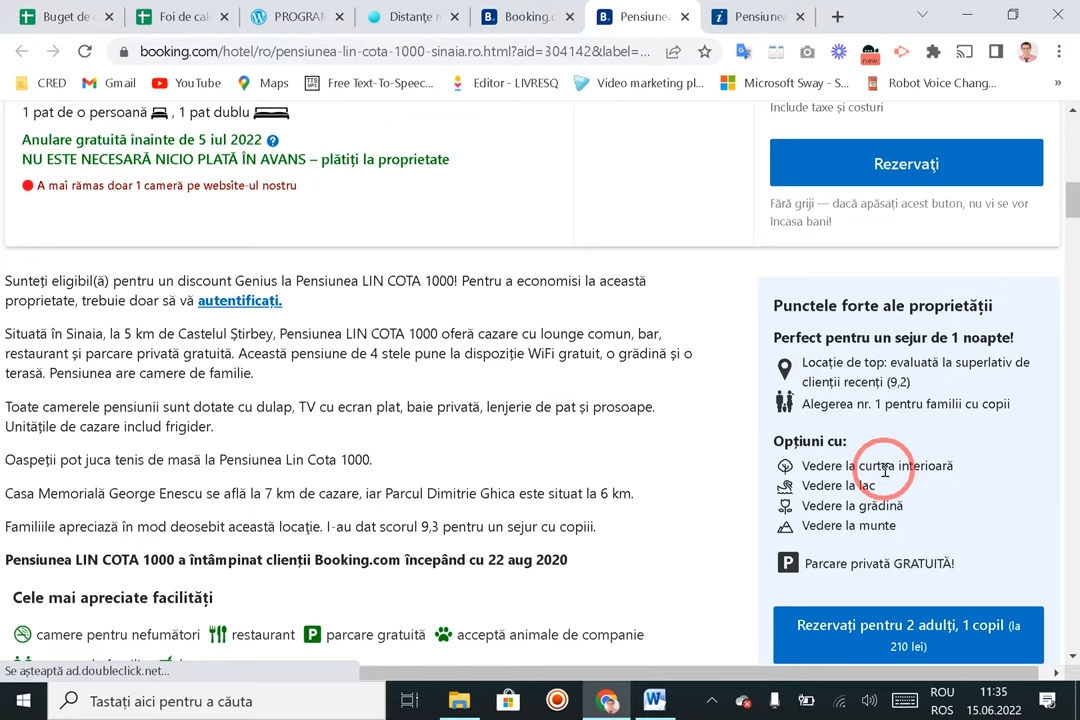 Buget de c
Foi de calc
PROGRAM
Distanţe r
Booking.c
Pensiunea
Pensiunea
booking.com/hotel/ro/pensiunea-lin-cota-1000-sinaia.ro.html?aid=304142&label=...
new
CRED
Gmail
YouTube
Maps
Free Text-To-Speec...
Editor - LIVRESQ
Video marketing pl...
Microsoft Sway - S...
Robot Voice Chang...
»
1 pat de o persoană , 1 pat dublu
Anulare gratuită înainte de 5 iul 2022
NU ESTE NECESARĂ NICIO PLATĂ ÎN AVANS – plătiți la proprietate
A mai rămas doar 1 cameră pe website-ul nostru
Include taxe și costuri
Rezervaţi
Fără griji — dacă apăsați acest buton, nu vi se vor
încasa bani!
Sunteți eligibil(ă) pentru un discount Genius la Pensiunea LIN COTA 1000! Pentru a economisi la această
proprietate, trebuie doar să vă autentificaţi.
Situată în Sinaia, la 5 km de Castelul Știrbey, Pensiunea LIN COTA 1000 oferă cazare cu lounge comun, bar,
restaurant și parcare privată gratuită. Această pensiune de 4 stele pune la dispoziție WiFi gratuit, o grădină și o
terasă. Pensiunea are camere de familie.
Toate camerele pensiunii sunt dotate cu dulap, TV cu ecran plat, baie privată, lenjerie de pat și prosoape.
Unitățile de cazare includ frigider.
Oaspeții pot juca tenis de masă la Pensiunea Lin Cota 1000.
Casa Memorială George Enescu se află la 7 km de cazare, iar Parcul Dimitrie Ghica este situat la 6 km.
Familiile apreciază în mod deosebit această locaţie. I-au dat scorul 9,3 pentru un sejur cu copiii.
Pensiunea LIN COTA 1000 a întâmpinat clienții Booking.com începând cu 22 aug 2020
Cele mai apreciate facilități
camere pentru nefumători restaurant P parcare gratuită acceptă animale de companie
Punctele forte ale proprietății
Perfect pentru un sejur de 1 noapte!
Locație de top: evaluată la superlativ de
clienții recenți (9,2)
Alegerea nr. 1 pentru familii cu copii
Opțiuni cu:
Vedere la curtea interioară
Vedere la lac
Vedere la grădină
Vedere la munte
P Parcare privată GRATUITĂ!
Rezervați pentru 2 adulți, 1 copil (la
210 lei)
Se așteaptă ad.doubleclick.net...
Tastați aici pentru a căuta
ROU
ROS
11:35
15.06.2022